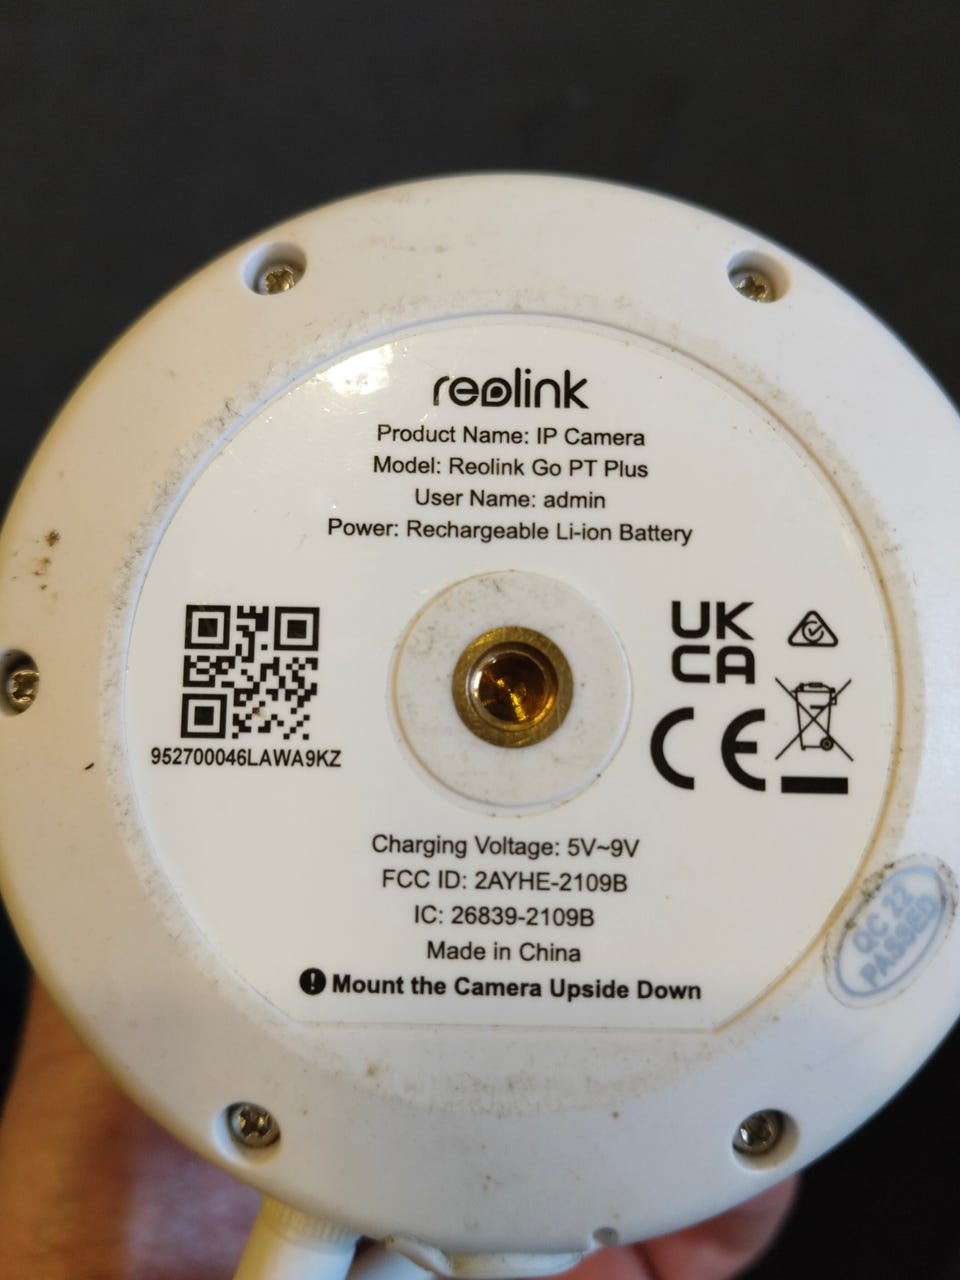 reolink
Product Name: IP Camera
Model: Reolink Go PT Plus
User Name: admin
Power: Rechargeable Li-ion Battery
952700046LAWA9KZ
UK
CA
CE
Charging Voltage: 5V~9V
FCC ID: 2AYHE-2109B
IC: 26839-2109B
Made in China
Mount the Camera Upside Down
QC 22
PASSED